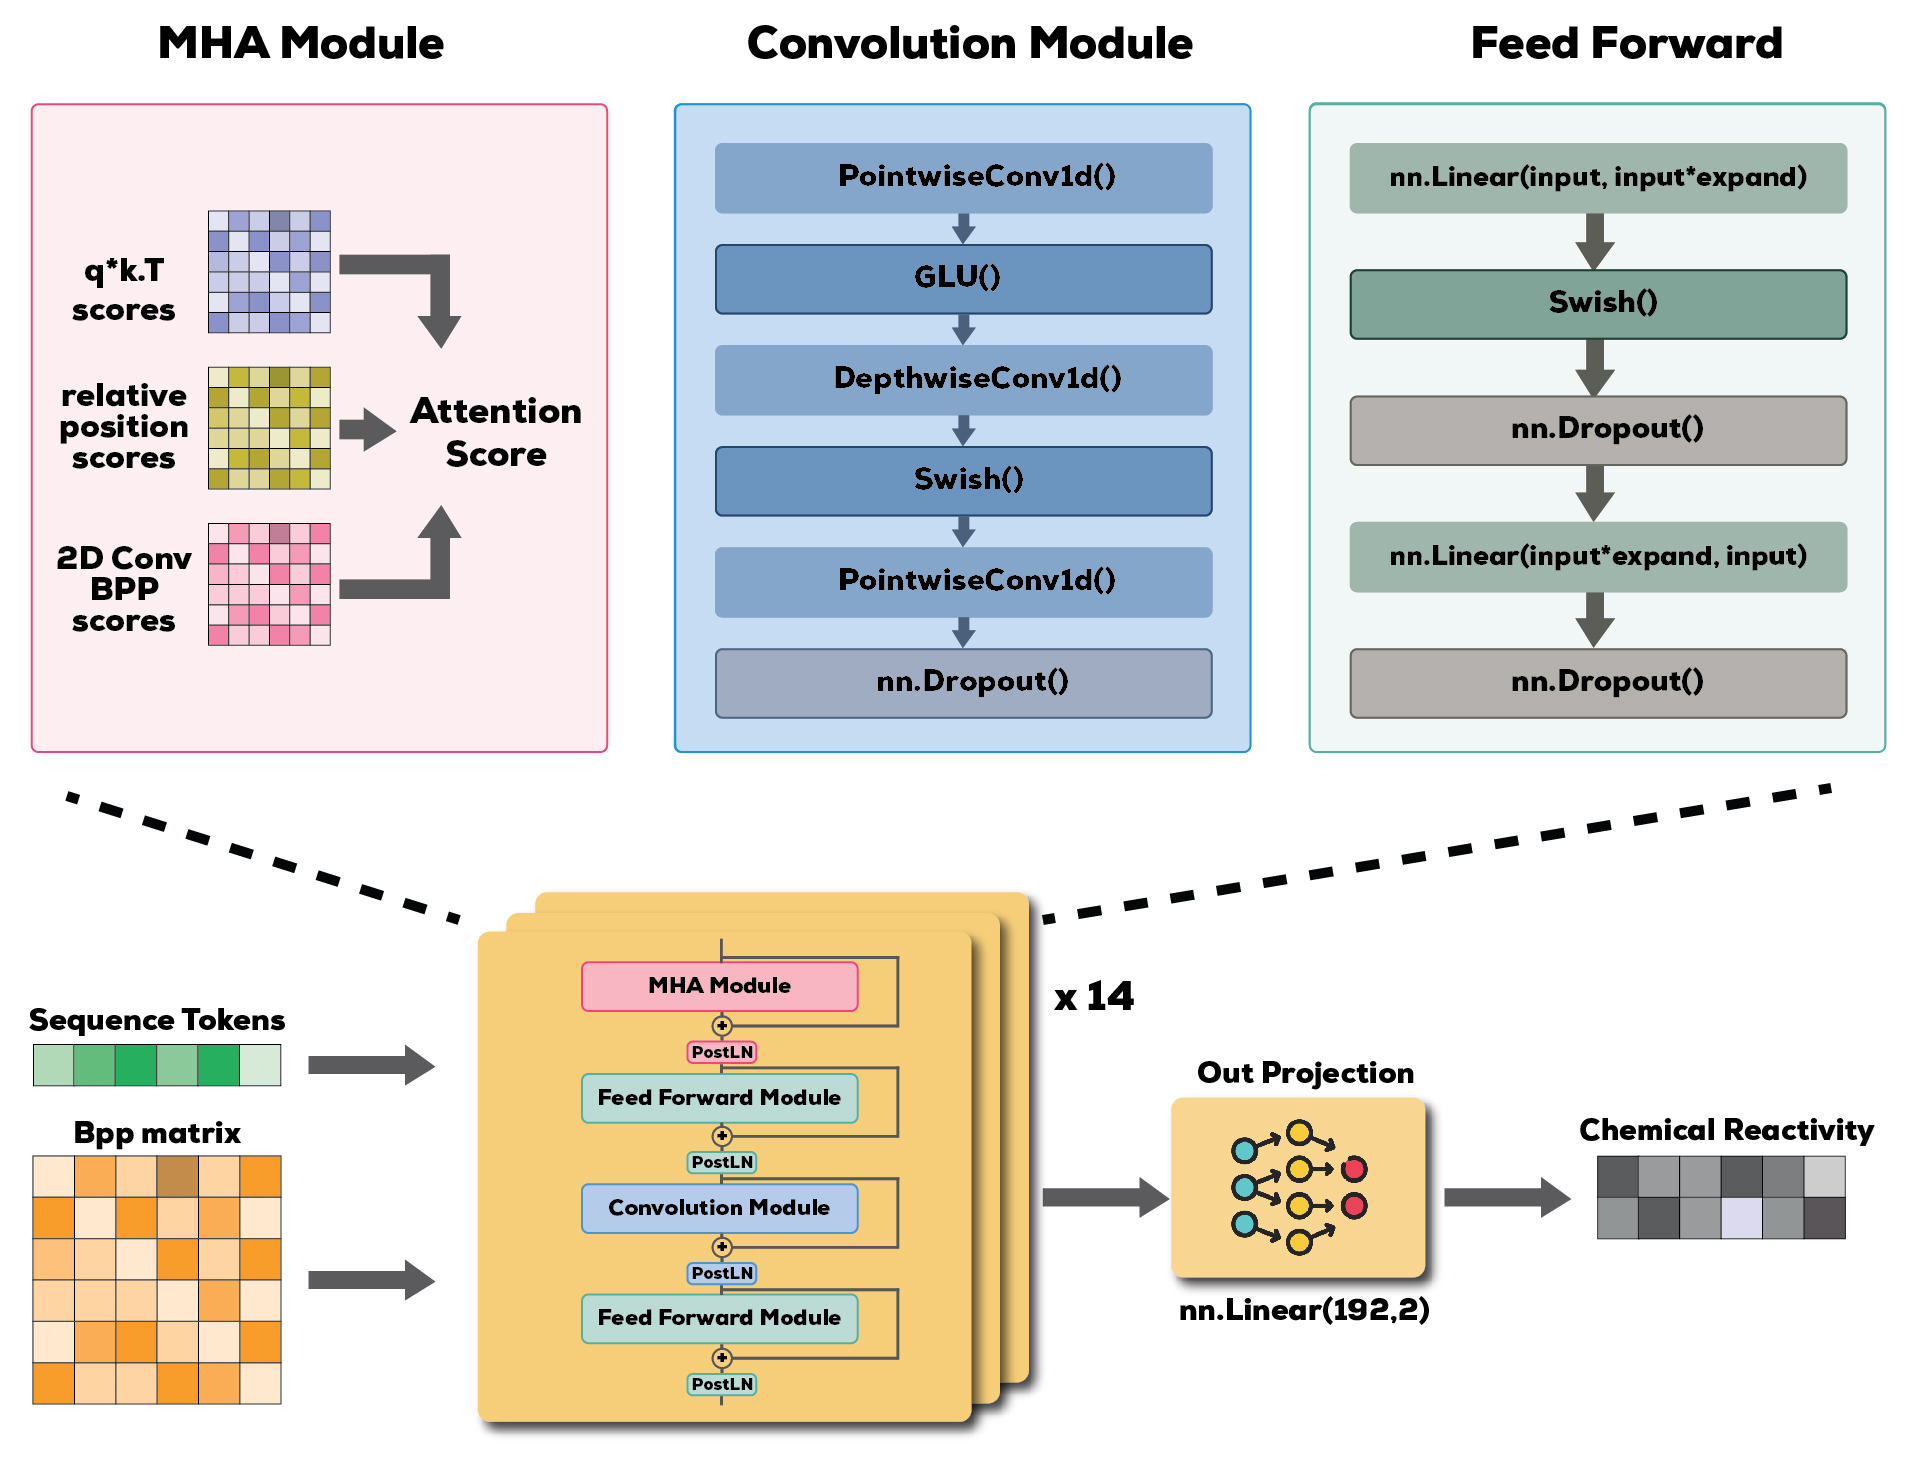 MHA Module
q*k.T
scores
relative
position
scores
2D Conv
BPP
scores
Attention
Score
Convolution Module
PointwiseConv1d()
GLU()
DepthwiseConv1d()
Swish()
PointwiseConv1d()
nn.Dropout()
Feed Forward
nn.Linear(input, input*expand)
Swish()
nn.Dropout()
nn.Linear(input*expand, input)
nn.Dropout()
Sequence Tokens
Bpp matrix
MHA Module
PostLN
Feed Forward Module
PostLN
Convolution Module
PostLN
Feed Forward Module
PostLN
x 14
Out Projection
nn.Linear(192,2)
Chemical Reactivity